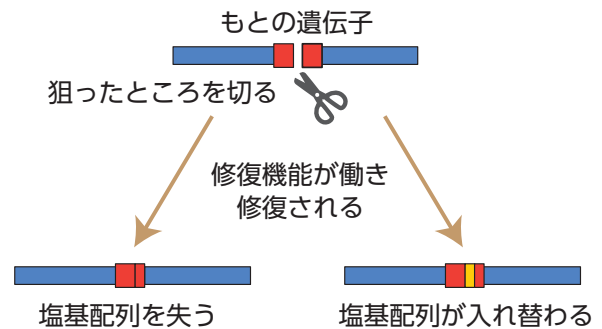 もとの遺伝子
狙ったところを切る
修復機能が働き
修復される
塩基配列を失う
塩基配列が入れ替わる